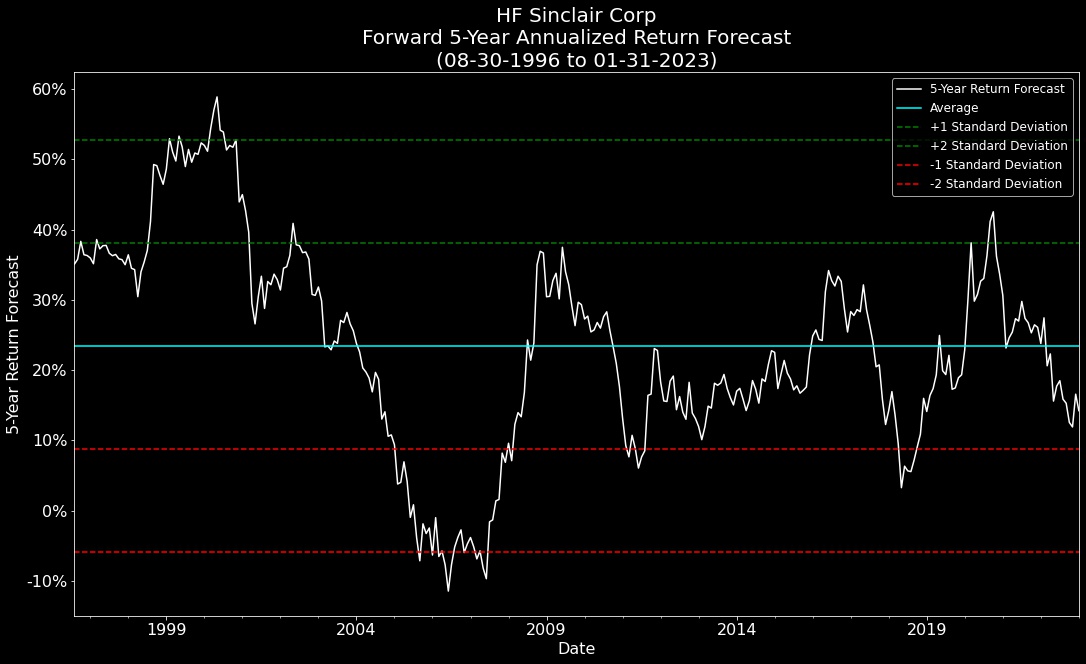 HF Sinclair Corp
Forward 5-Year Annualized Return Forecast
(08-30-1996 to 01-31-2023)
5-Year Return Forecast
Average
+1 Standard Deviation
+2 Standard Deviation
-1 Standard Deviation
-2 Standard Deviation
60%
50%
40%
30%
20%
10%
0%
-10%
5-Year Return Forecast
1999
2004
2009
2014
2019
Date